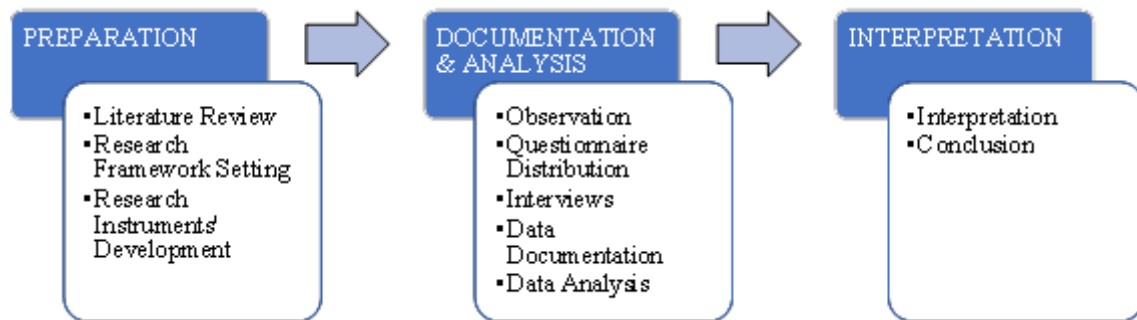 PREPARATION
▪Literature Review
▪Research
Framework Setting
▪Research
Instruments'
Development
DOCUMENTATION
& ANALYSIS
▪Observation
▪Questionnaire
Distribution
▪Interviews
▪Data
Documentation
▪Data Analysis
INTERPRETATION
▪Interpretation
▪Conclusion